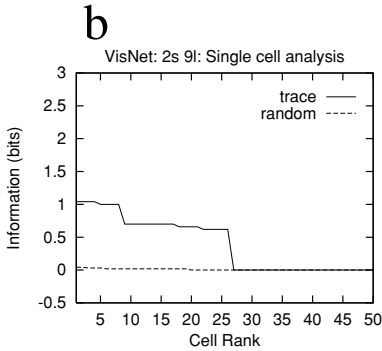 b
VisNet: 2s 9l: Single cell analysis
3
2.5
2
1.5
1
0.5
0
-0.5
Information (bits)
trace
random
5 10 15 20 25 30 35 40 45 50
Cell Rank